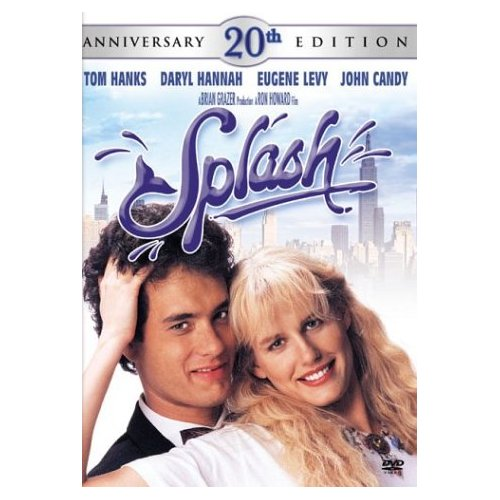 ANNIVERSARY 20th EDITION
TOM HANKS DARYL HANNAH EUGENE LEVY JOHN CANDY
A BRIAN GRAZER Production A RON HOWARD Film
Splash
DVD
VIDEO